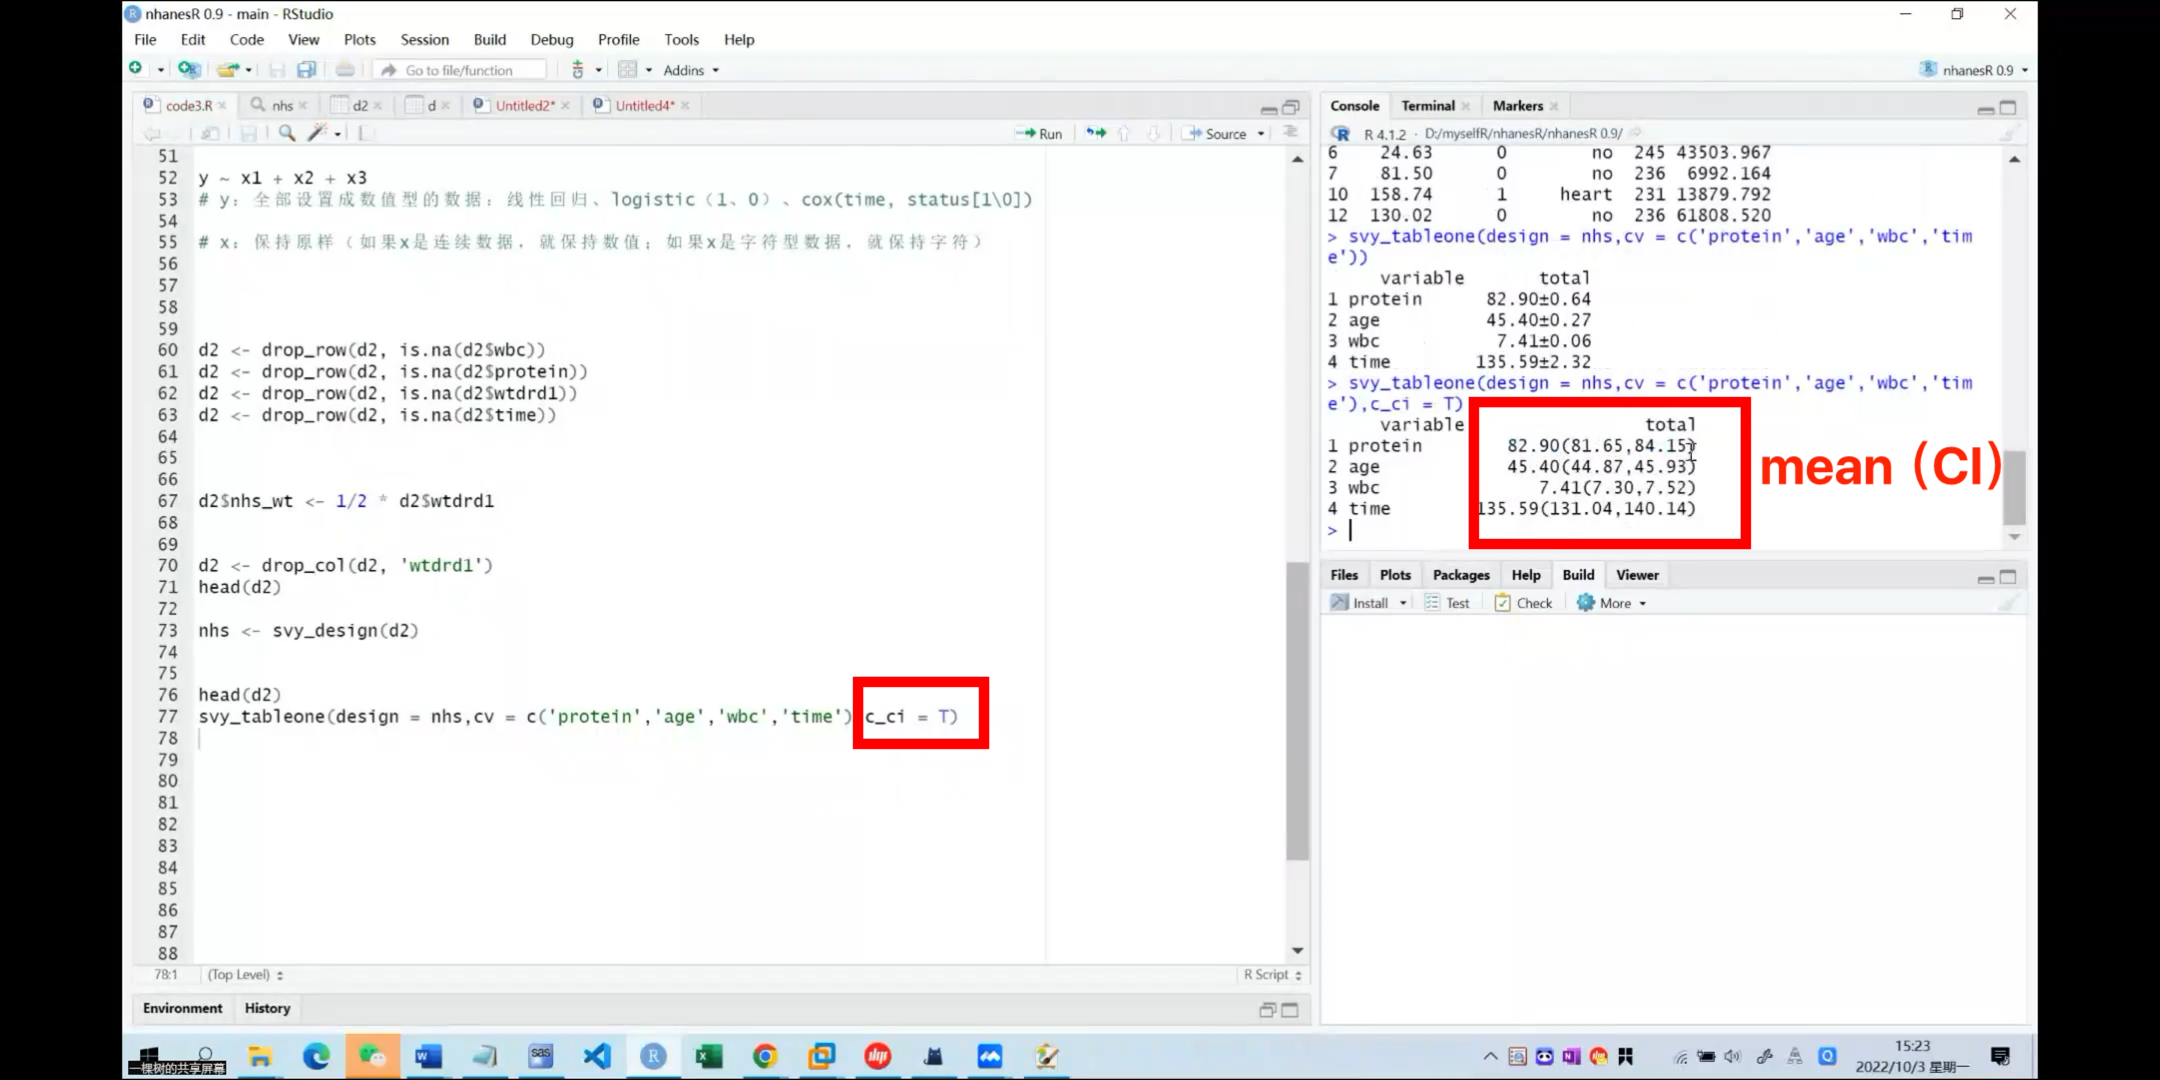 nhanesR 0.9 - main - RStudio
File Edit Code View Plots Session Build Debug Profile Tools Help
Go to file/function
Addins
nhanesR 0.9
code3.R
nhs
d2
d
Untitled2*
Untitled4*
Run
Source
51
52 y ~ x1 + x2 + x3
53 # y：全部设置成数值型的数据：线性回归、logistic（1、0）、cox(time, status[1\0])
54
55 # x：保持原样（如果x是连续数据，就保持数值；如果x是字符型数据，就保持字符）
56
57
58
59
60 d2 <- drop_row(d2, is.na(d2$wbc))
61 d2 <- drop_row(d2, is.na(d2$protein))
62 d2 <- drop_row(d2, is.na(d2$wtdrd1))
63 d2 <- drop_row(d2, is.na(d2$time))
64
65
66
67 d2$nhs_wt <- 1/2 * d2$wtdrd1
68
69
70 d2 <- drop_col(d2, 'wtdrd1')
71 head(d2)
72
73 nhs <- svy_design(d2)
74
75
76 head(d2)
77 svy_tableone(design = nhs,cv = c('protein','age','wbc','time') c_ci = T)
78
79
80
81
82
83
84
85
86
87
88
78:1 (Top Level)
R Script
Environment History
Console Terminal Markers
R 4.1.2 · D:/myselfR/nhanesR/nhanesR 0.9/
6 24.63 0 no 245 43503.967
7 81.50 0 no 236 6992.164
10 158.74 1 heart 231 13879.792
12 130.02 0 no 236 61808.520
> svy_tableone(design = nhs,cv = c('protein','age','wbc','tim
e'))
variable total
1 protein 82.90±0.64
2 age 45.40±0.27
3 wbc 7.41±0.06
4 time 135.59±2.32
> svy_tableone(design = nhs,cv = c('protein','age','wbc','tim
e'),c_ci = T)
variable total
1 protein 82.90(81.65,84.15)
2 age 45.40(44.87,45.93)
3 wbc 7.41(7.30,7.52)
4 time 135.59(131.04,140.14)
>
mean（CI）
Files Plots Packages Help Build Viewer
Install Test Check More
一棵树的共享屏幕
15:23
2022/10/3 星期一